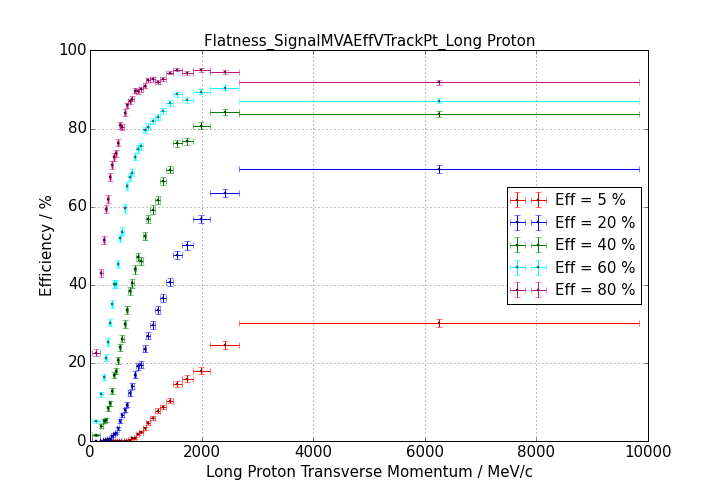 Flatness_SignalMVAEffVTrackPt_Long Proton
100
80
60
40
20
0
Efficiency / %
Eff = 5 %
Eff = 20 %
Eff = 40 %
Eff = 60 %
Eff = 80 %
0 2000 4000 6000 8000 10000
Long Proton Transverse Momentum / MeV/c